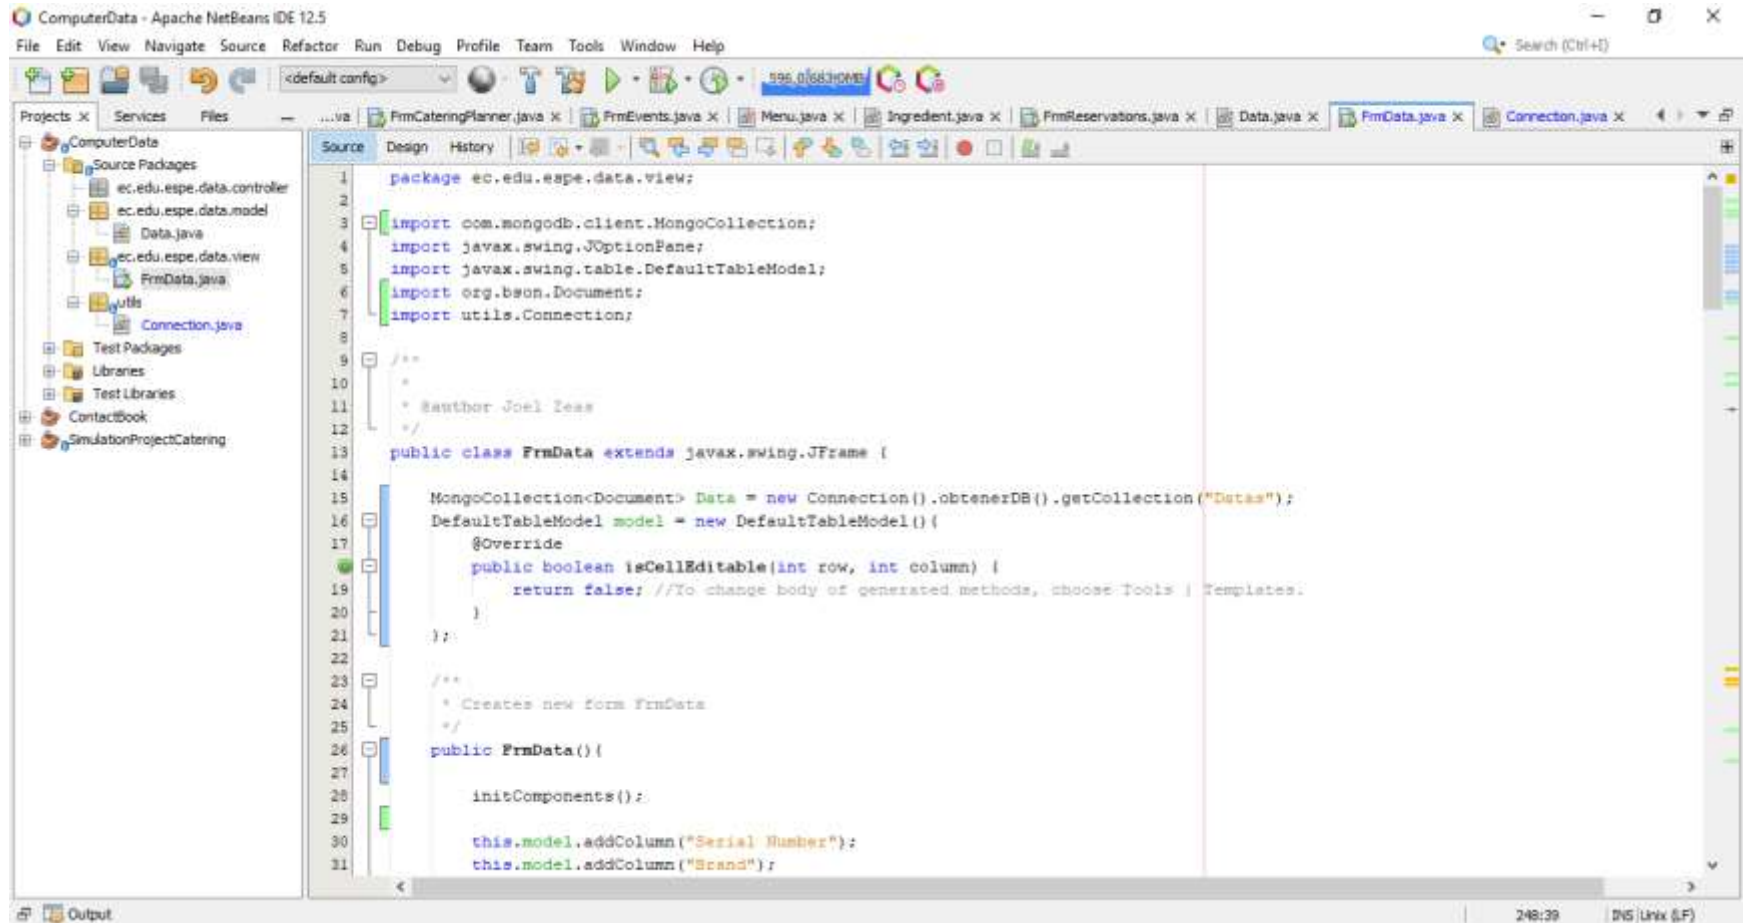 ComputerData - Apache NetBeans IDE 12.5
File Edit View Navigate Source Refactor Run Debug Profile Team Tools Window Help
Search (Ctrl+I)
<default config>
Projects Services Files
...va FrmCateringPlanner.java FrmEvents.java Menu.java Ingredient.java FrmReservations.java Data.java FrmData.java Connection.java
ComputerData
Source Packages
ec.edu.espe.data.controller
ec.edu.espe.data.model
Data.java
ec.edu.espe.data.view
FrmData.java
utils
Connection.java
Test Packages
Libraries
Test Libraries
ContactBook
SimulationProjectCatering
Source Design History
1 package ec.edu.espe.data.view;
2
3 import com.mongodb.client.MongoCollection;
4 import javax.swing.JOptionPane;
5 import javax.swing.table.DefaultTableModel;
6 import org.bson.Document;
7 import utils.Connection;
8
9 /**
10 *
11 * @author Joel Zeas
12 */
13 public class FrmData extends javax.swing.JFrame {
14
15 MongoCollection<Document> Data = new Connection().obtenerDB().getCollection("Datas");
16 DefaultTableModel model = new DefaultTableModel(){
17 @Override
public boolean isCellEditable(int row, int column) {
19 return false; //To change body of generated methods, choose Tools | Templates.
20 }
21 };
22
23 /**
24 * Creates new form FrmData
25 */
26 public FrmData(){
27
28 initComponents();
29
30 this.model.addColumn("Serial Number");
31 this.model.addColumn("Brand");
Output
248:39 INS Unix (LF)